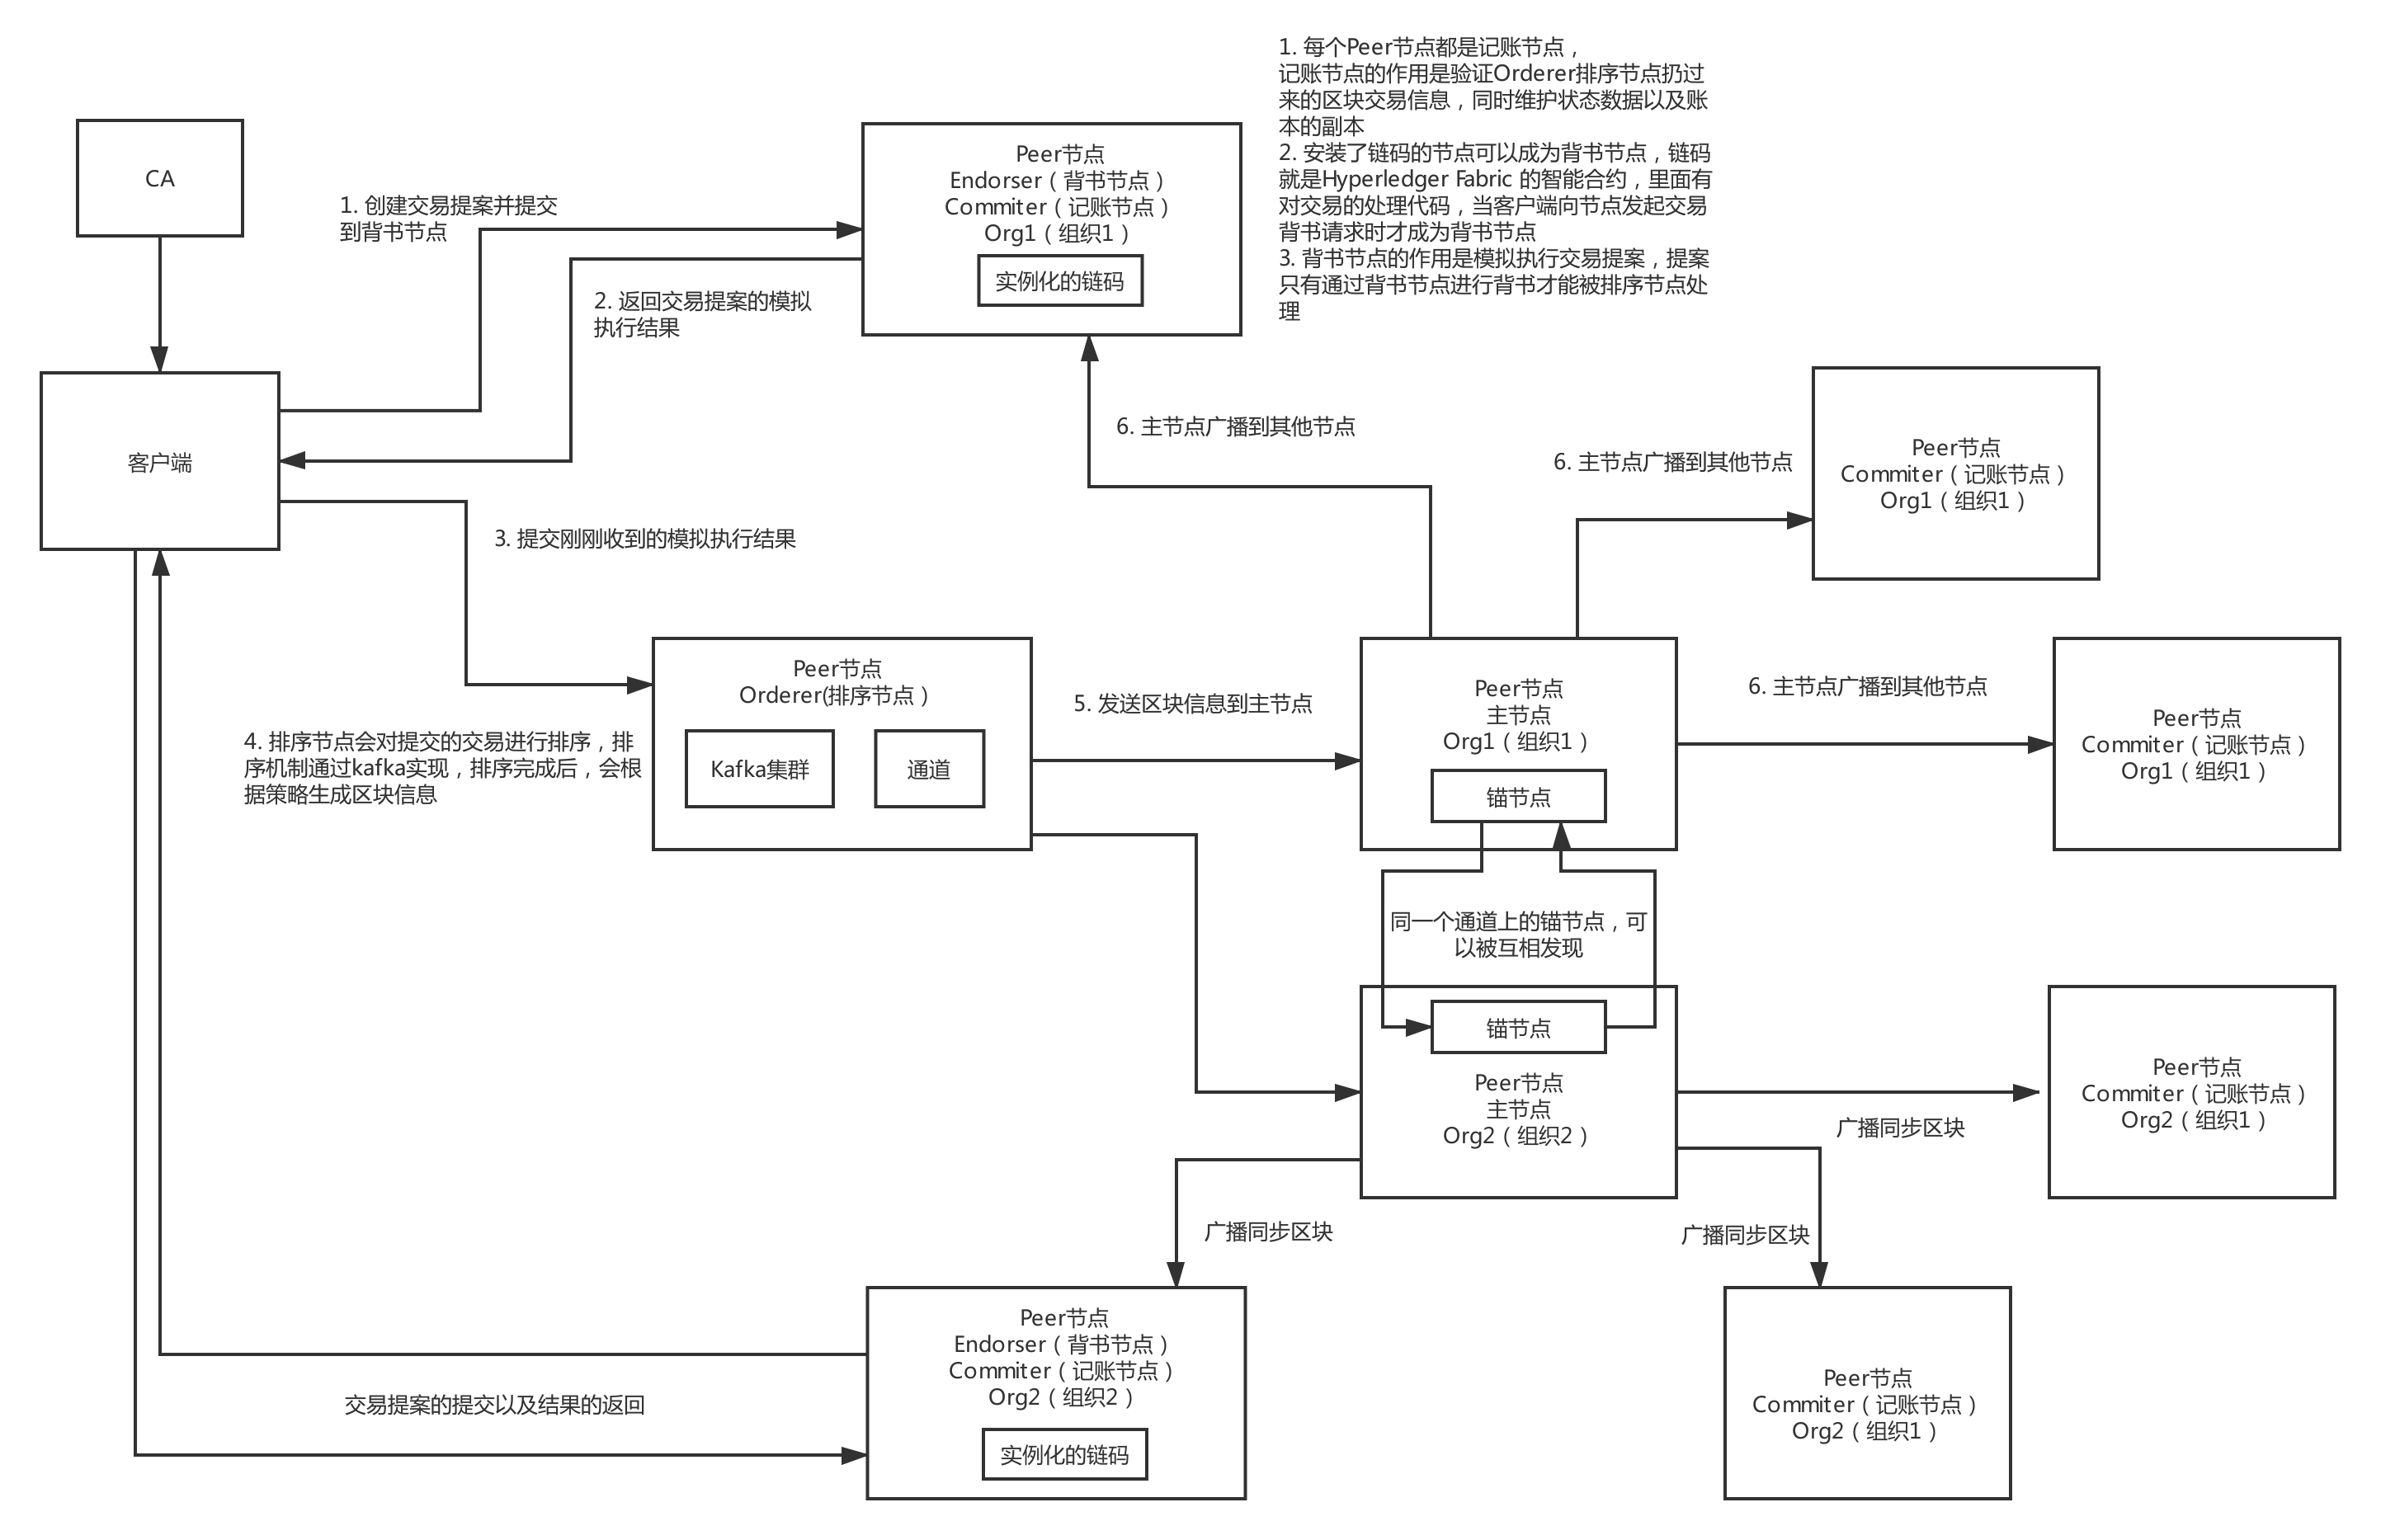 1. 每个Peer节点都是记账节点，
记账节点的作用是验证Orderer排序节点扔过
来的区块交易信息，同时维护状态数据以及账
本的副本
2. 安装了链码的节点可以成为背书节点，链码
就是Hyperledger Fabric 的智能合约，里面有
对交易的处理代码，当客户端向节点发起交易
背书请求时才成为背书节点
3. 背书节点的作用是模拟执行交易提案，提案
只有通过背书节点进行背书才能被排序节点处
理
CA
1. 创建交易提案并提交
到背书节点
Peer节点
Endorser（背书节点）
Commiter（记账节点）
Org1（组织1）
实例化的链码
2. 返回交易提案的模拟
执行结果
客户端
6. 主节点广播到其他节点
6. 主节点广播到其他节点
Peer节点
Commiter（记账节点）
Org1（组织1）
3. 提交刚刚收到的模拟执行结果
Peer节点
Orderer(排序节点）
Kafka集群
通道
4. 排序节点会对提交的交易进行排序，排
序机制通过kafka实现，排序完成后，会根
据策略生成区块信息
5. 发送区块信息到主节点
Peer节点
主节点
Org1（组织1）
锚节点
6. 主节点广播到其他节点
Peer节点
Commiter（记账节点）
Org1（组织1）
同一个通道上的锚节点，可
以被互相发现
锚节点
Peer节点
主节点
Org2（组织2）
广播同步区块
Peer节点
Commiter（记账节点）
Org2（组织1）
广播同步区块
广播同步区块
Peer节点
Endorser（背书节点）
Commiter（记账节点）
Org2（组织2）
实例化的链码
交易提案的提交以及结果的返回
Peer节点
Commiter（记账节点）
Org2（组织1）